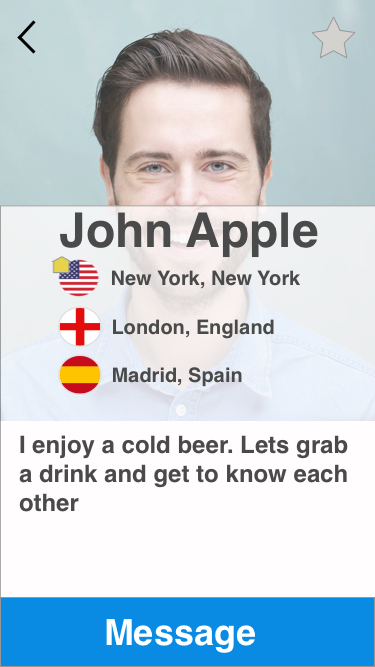 John Apple
New York, New York
London, England
Madrid, Spain
I enjoy a cold beer. Lets grab
a drink and get to know each
other
Message